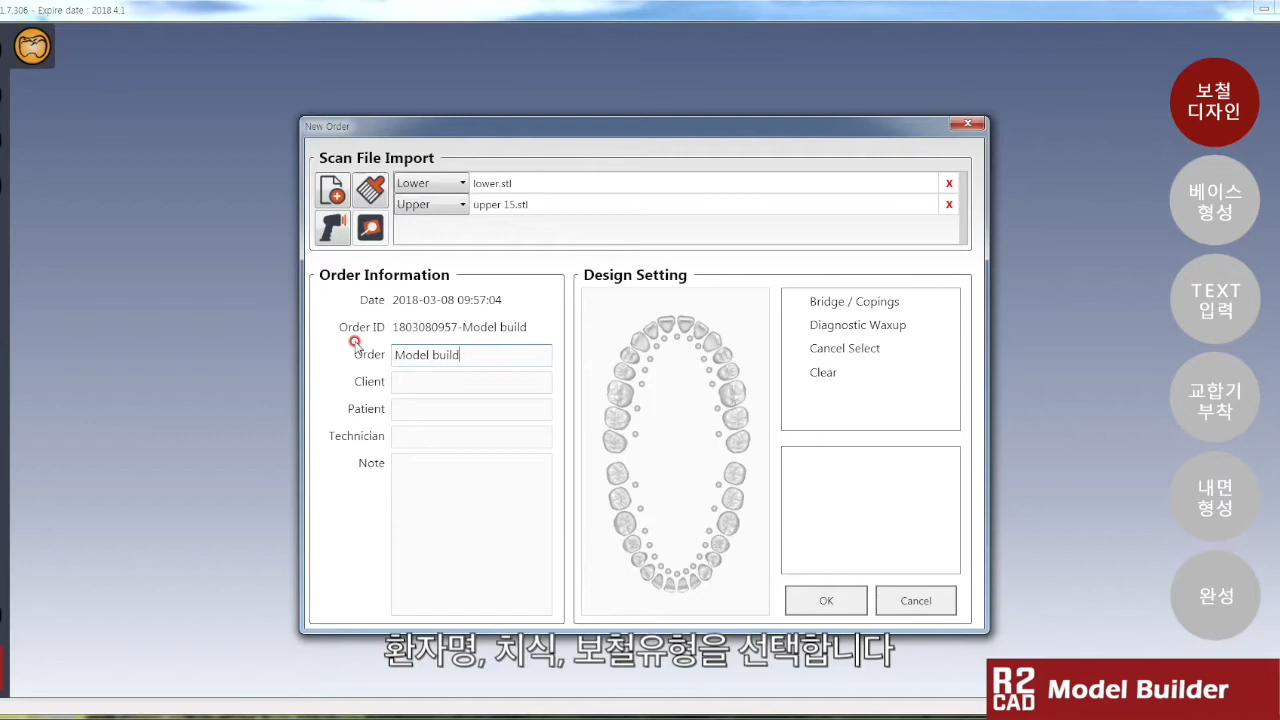 1.7,306 - Expire date : 2018.4.1
New Order
x
Scan File Import
Lower lower.stl x
Upper upper 15.stl x
Order Information
Date 2018-03-08 09:57:04
Order ID 1803080957-Model build
Order Model build
Client
Patient
Technician
Note
Design Setting
Bridge / Copings
Diagnostic Waxup
Cancel Select
Clear
OK Cancel
보철
디자인
베이스
형성
TEXT
입력
교합기
부착
내면
형성
완성
환자명, 치식, 보철유형을 선택합니다
R2
CAD
Model Builder